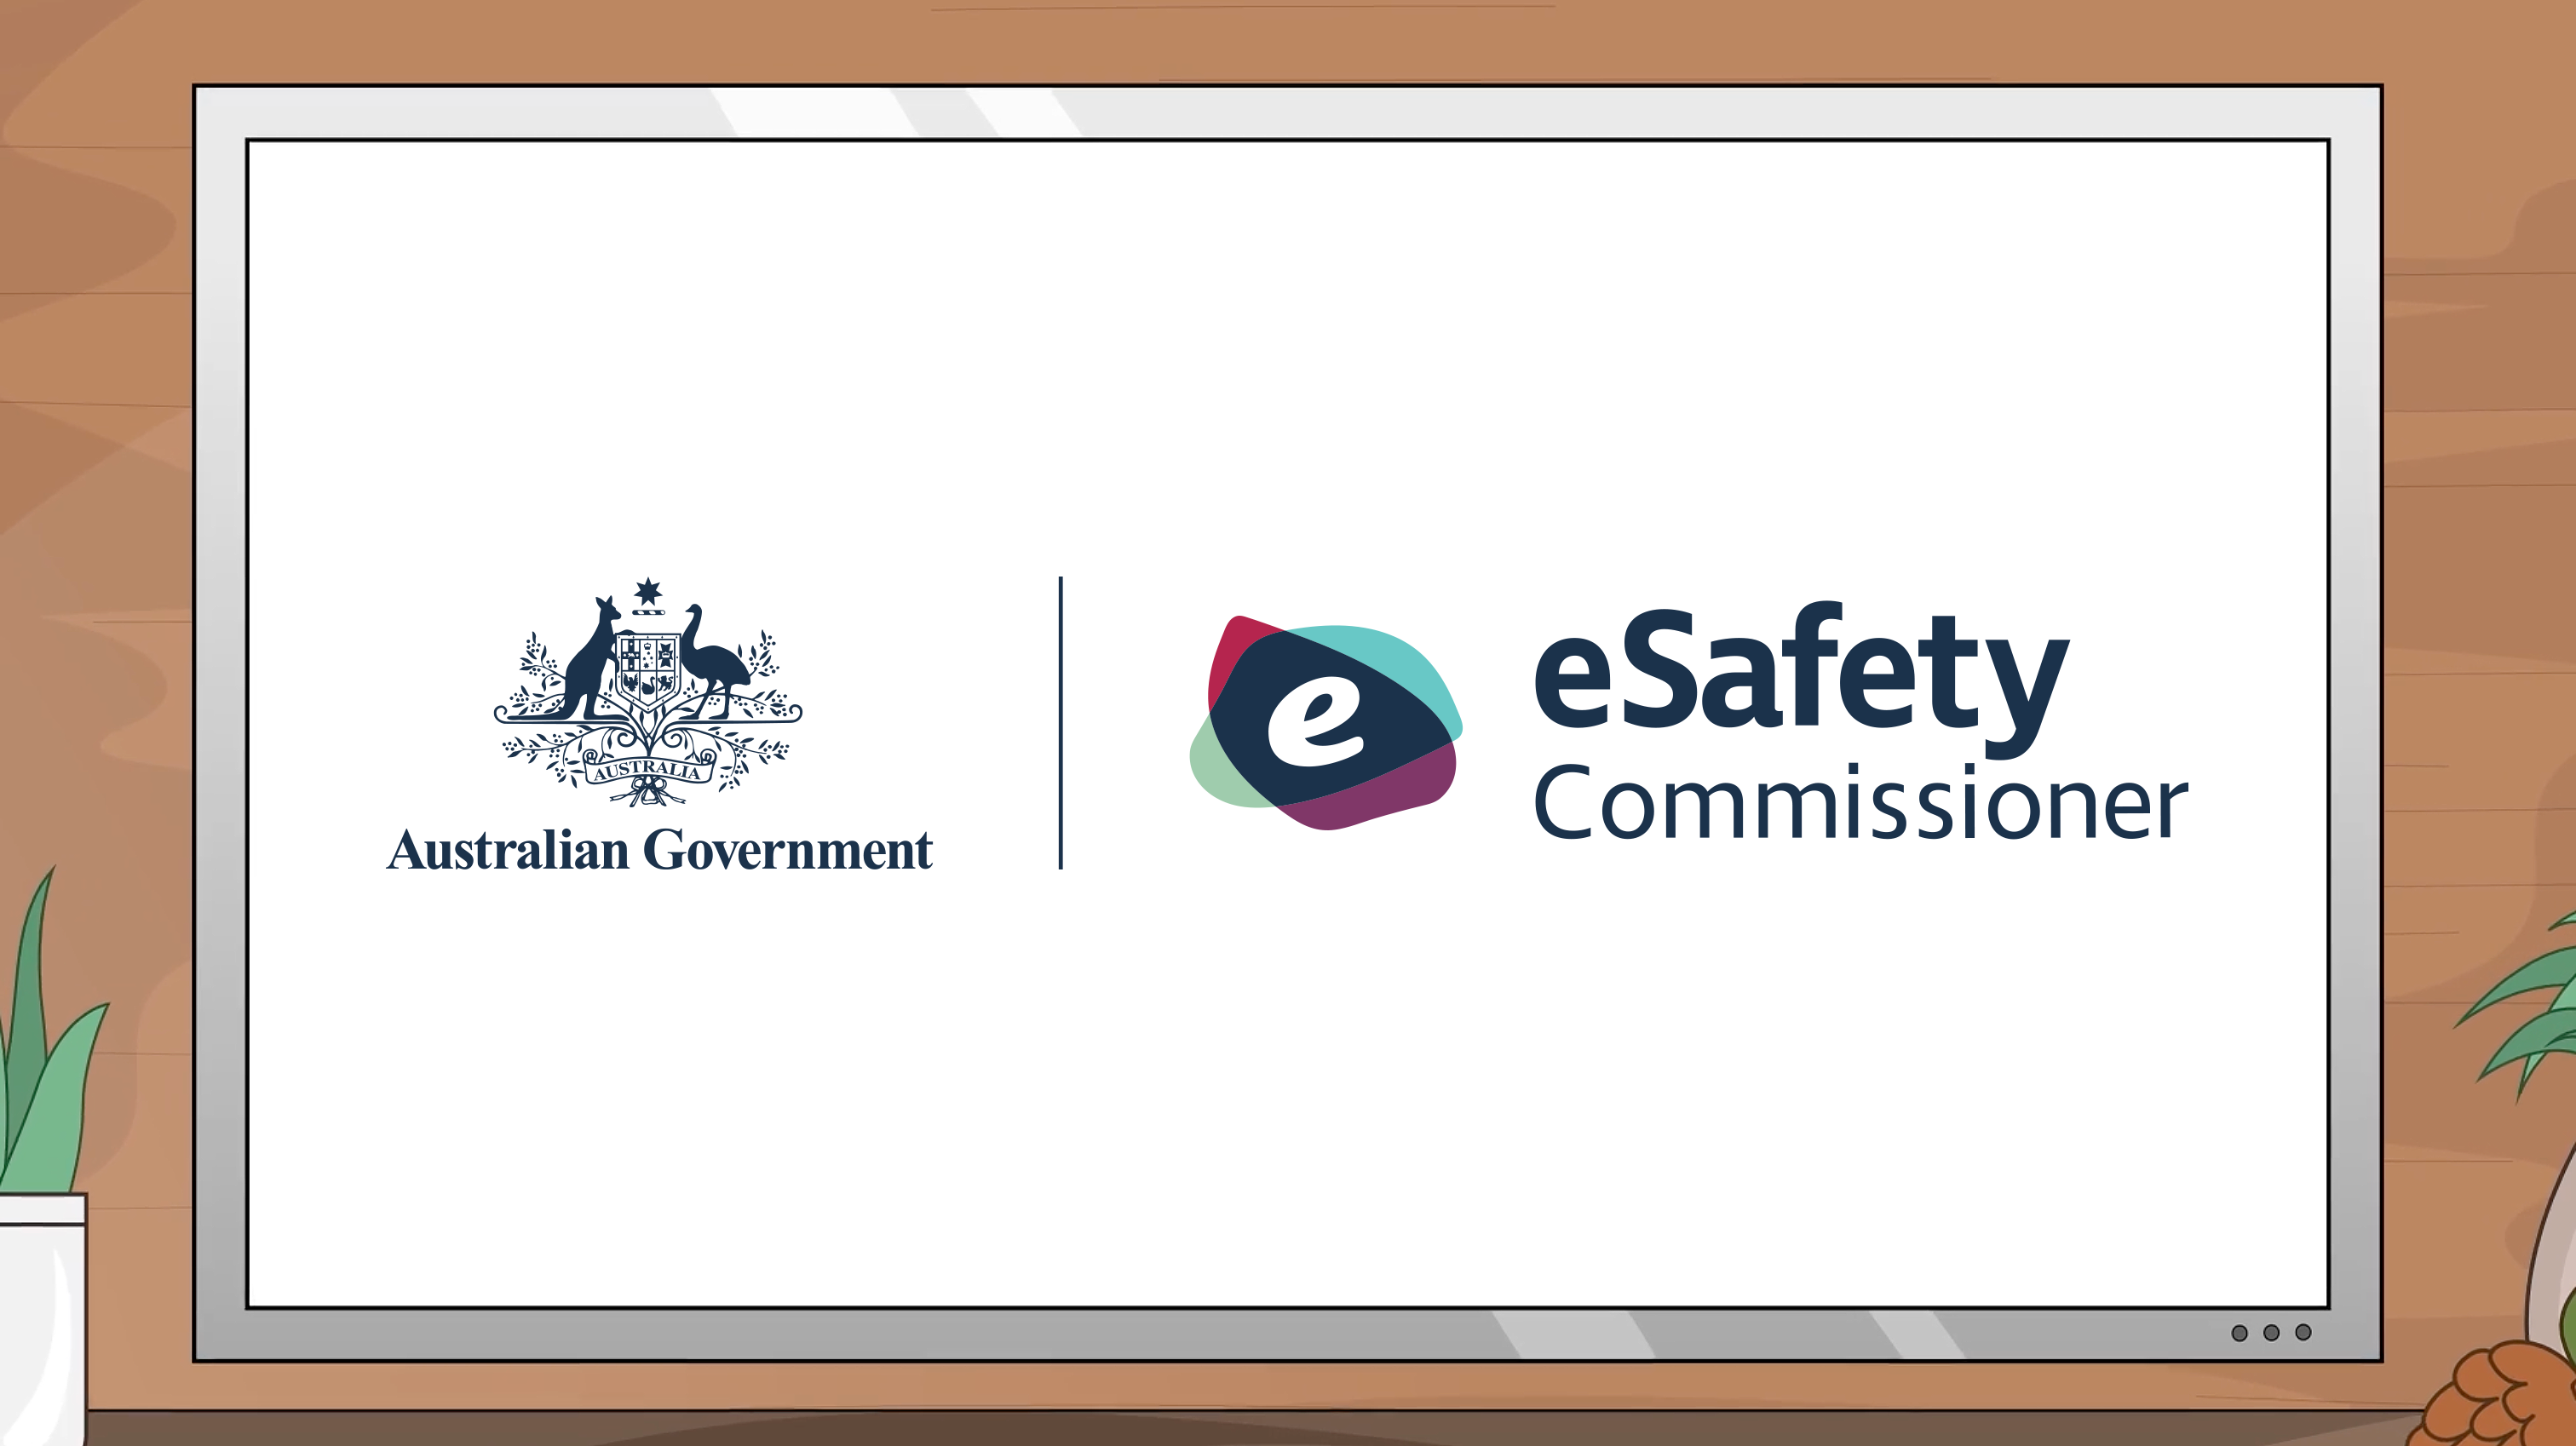 AUSTRALIA
Australian Government
e
eSafety
Commissioner